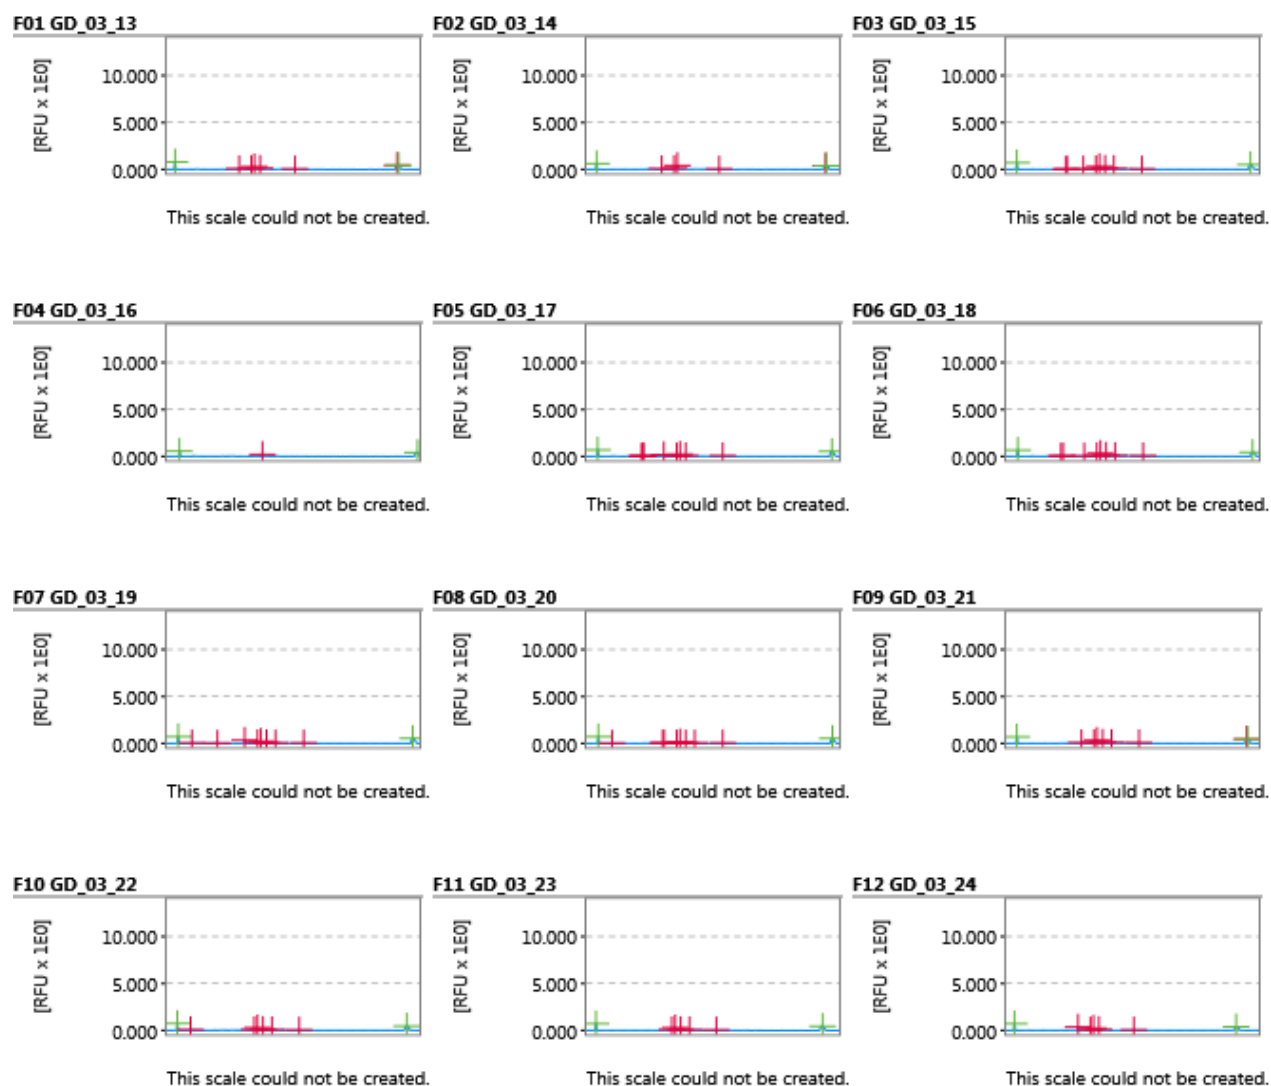 F01 GD_03_13
F02 GD_03_14
F03 GD_03_15
[RFU x 1E0]
10.000
5.000
0.000
[RFU x 1E0]
10.000
5.000
0.000
[RFU x 1E0]
10.000
5.000
0.000
This scale could not be created.
This scale could not be created.
This scale could not be created.
F04 GD_03_16
F05 GD_03_17
F06 GD_03_18
[RFU x 1E0]
10.000
5.000
0.000
[RFU x 1E0]
10.000
5.000
0.000
[RFU x 1E0]
10.000
5.000
0.000
This scale could not be created.
This scale could not be created.
This scale could not be created.
F07 GD_03_19
F08 GD_03_20
F09 GD_03_21
[RFU x 1E0]
10.000
5.000
0.000
[RFU x 1E0]
10.000
5.000
0.000
[RFU x 1E0]
10.000
5.000
0.000
This scale could not be created.
This scale could not be created.
This scale could not be created.
F10 GD_03_22
F11 GD_03_23
F12 GD_03_24
[RFU x 1E0]
10.000
5.000
0.000
[RFU x 1E0]
10.000
5.000
0.000
[RFU x 1E0]
10.000
5.000
0.000
This scale could not be created.
This scale could not be created.
This scale could not be created.